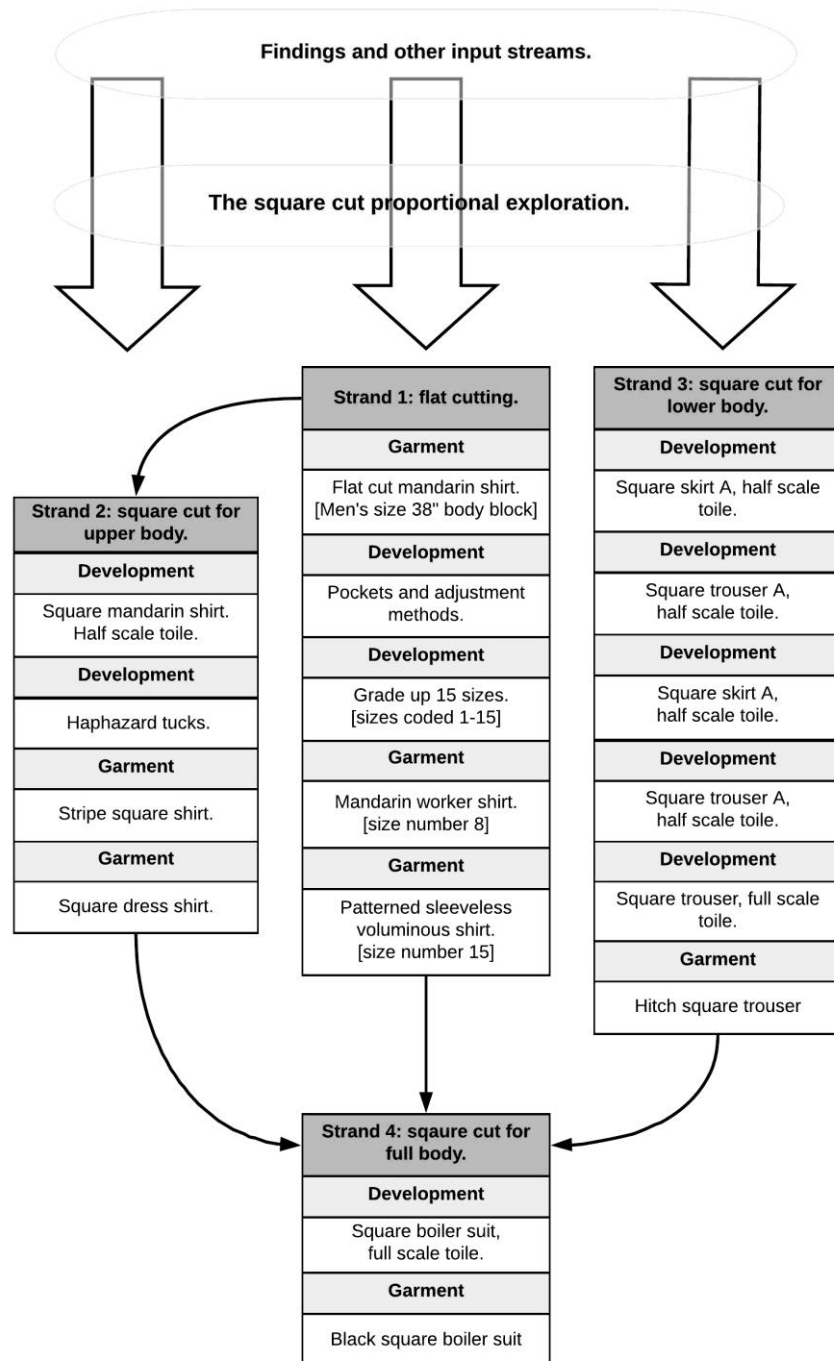 Findings and other input streams.
The square cut proportional exploration.
Strand 1: flat cutting.
Garment
Flat cut mandarin shirt.
[Men's size 38" body block]
Development
Pockets and adjustment
methods.
Development
Grade up 15 sizes.
[sizes coded 1-15]
Garment
Mandarin worker shirt.
[size number 8]
Garment
Patterned sleeveless
voluminous shirt.
[size number 15]
Strand 2: square cut for
upper body.
Development
Square mandarin shirt.
Half scale toile.
Development
Haphazard tucks.
Garment
Stripe square shirt.
Garment
Square dress shirt.
Strand 3: square cut for
lower body.
Development
Square skirt A, half scale
toile.
Development
Square trouser A,
half scale toile.
Development
Square skirt A,
half scale toile.
Development
Square trouser A,
half scale toile.
Development
Square trouser, full scale
toile.
Garment
Hitch square trouser
Strand 4: sqaure cut for
full body.
Development
Square boiler suit,
full scale toile.
Garment
Black square boiler suit